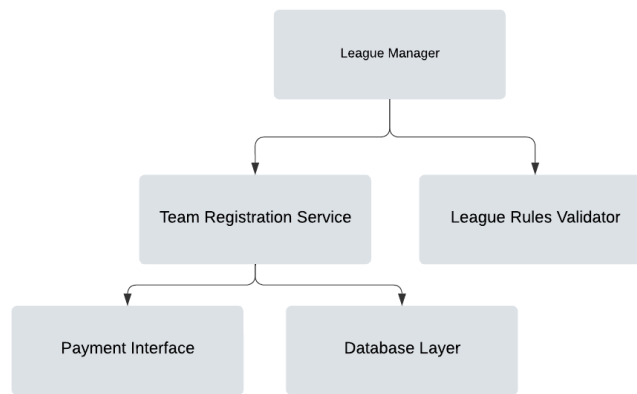 League Manager
Team Registration Service
League Rules Validator
Payment Interface
Database Layer